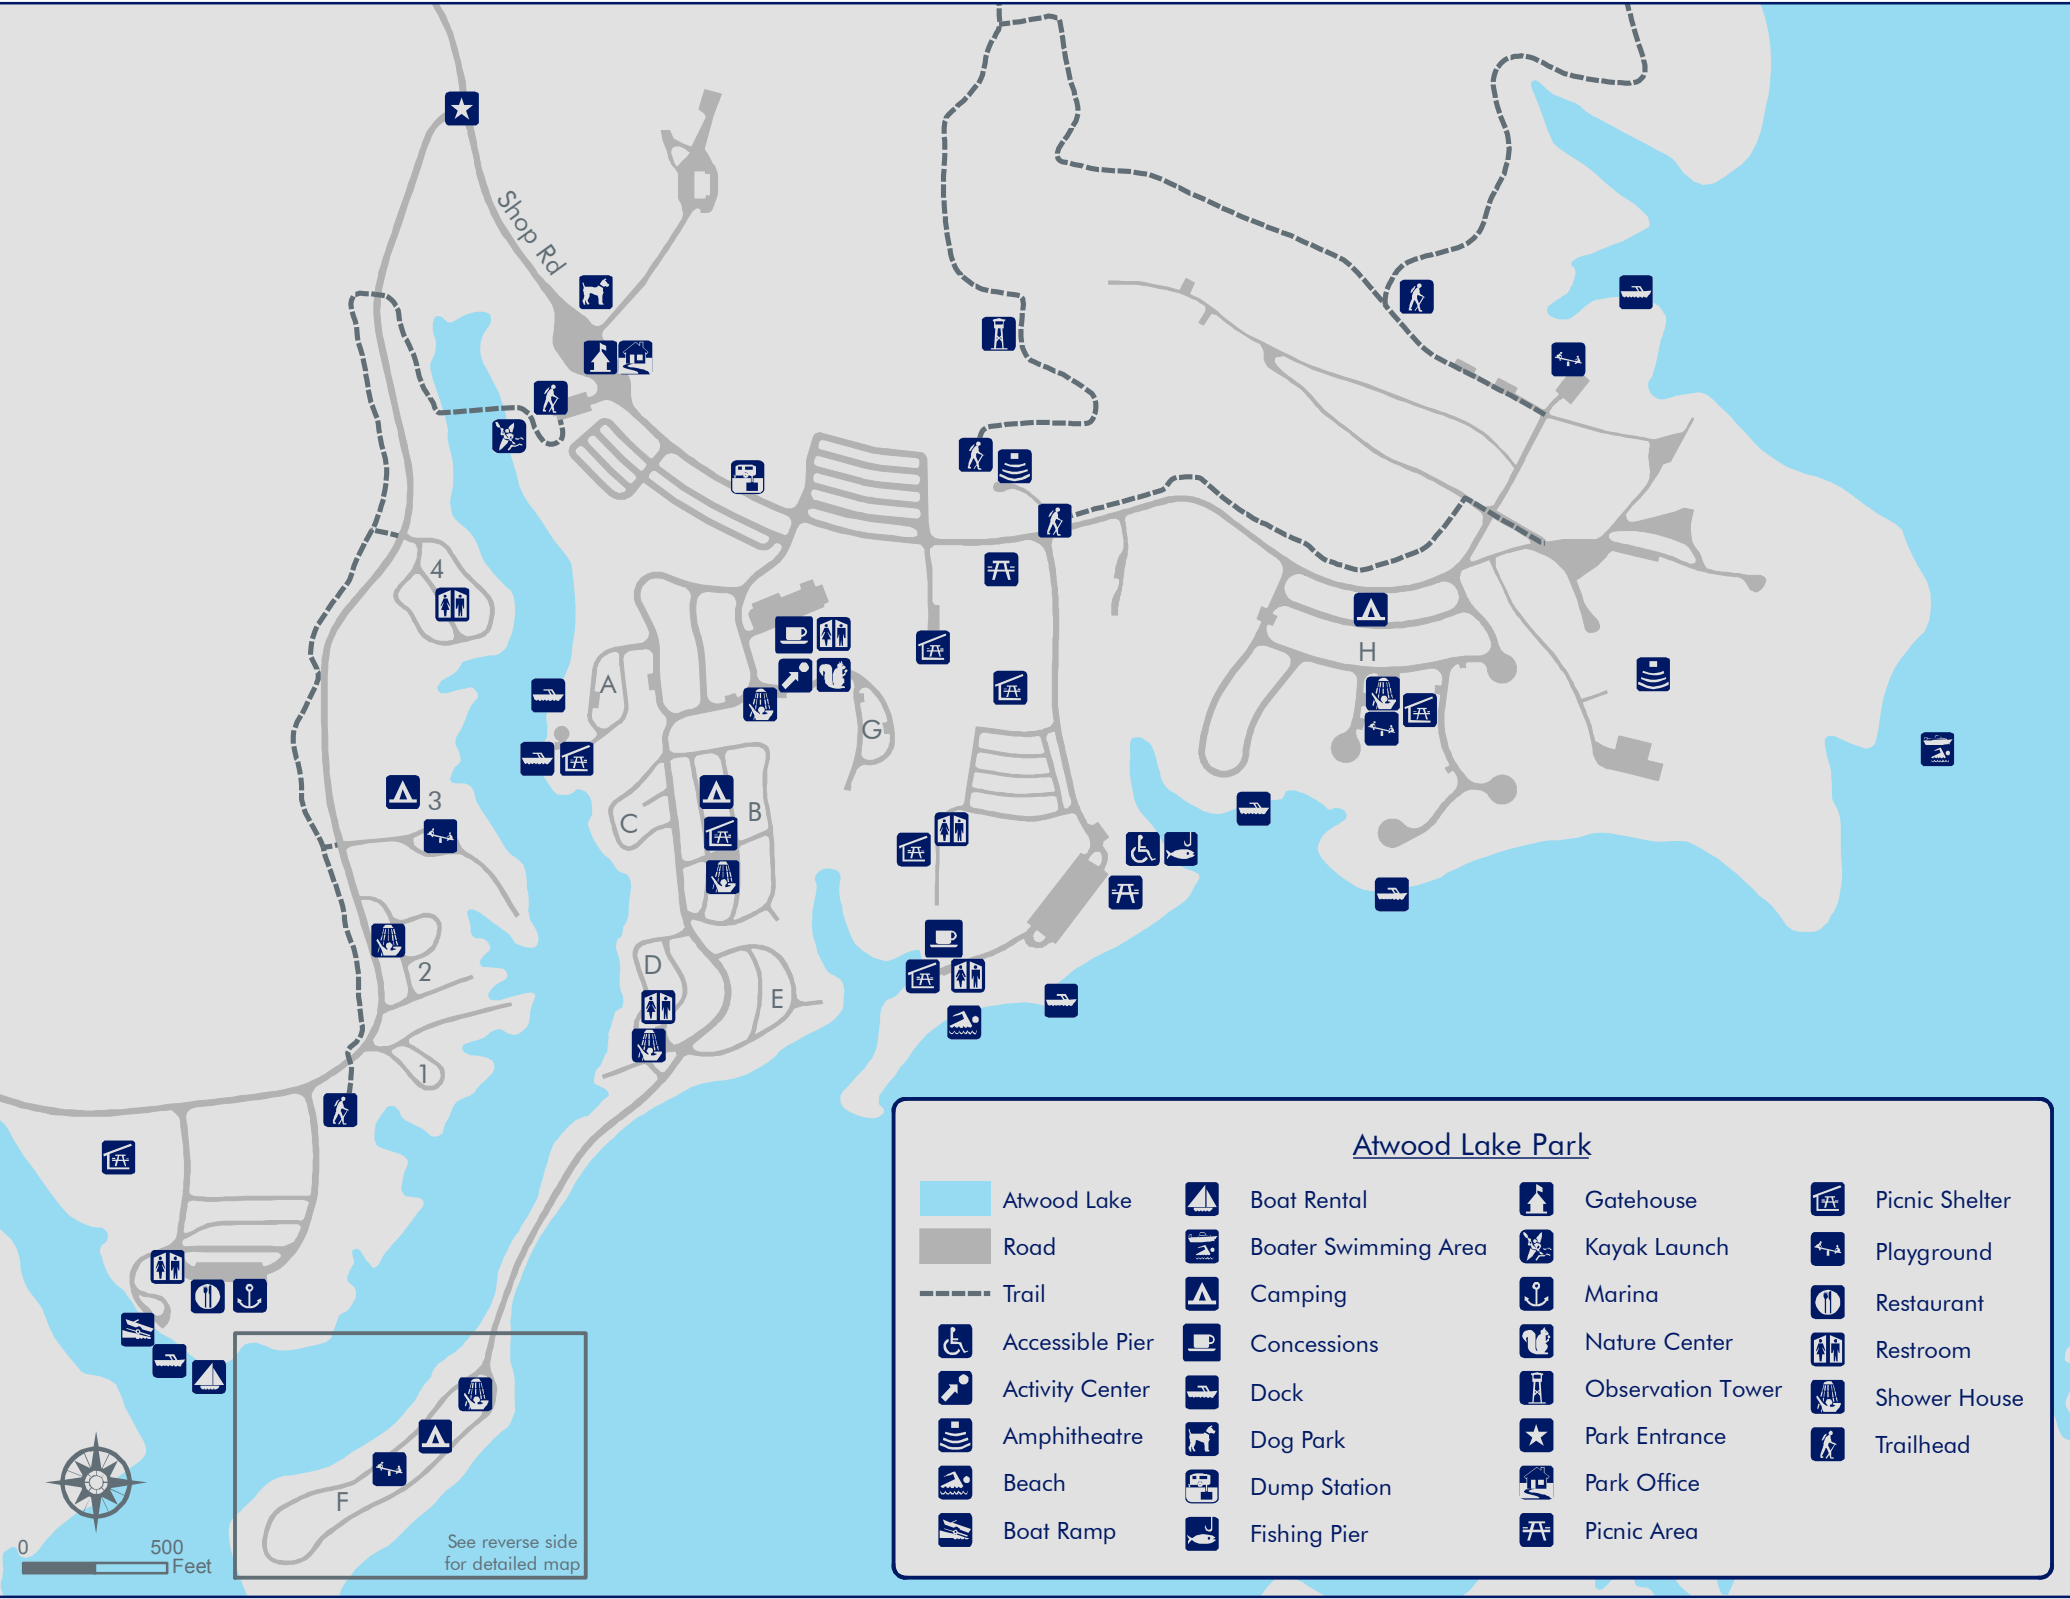 Shop Rd
4
A
H
G
3
B
C
2
D
E
1
F
See reverse side
for detailed map
0
500
Feet
Atwood Lake Park
Atwood Lake
Road
Trail
Accessible Pier
Activity Center
Amphitheatre
Beach
Boat Ramp
Boat Rental
Boater Swimming Area
Camping
Concessions
Dock
Dog Park
Dump Station
Fishing Pier
Gatehouse
Kayak Launch
Marina
Nature Center
Observation Tower
Park Entrance
Park Office
Picnic Area
Picnic Shelter
Playground
Restaurant
Restroom
Shower House
Trailhead